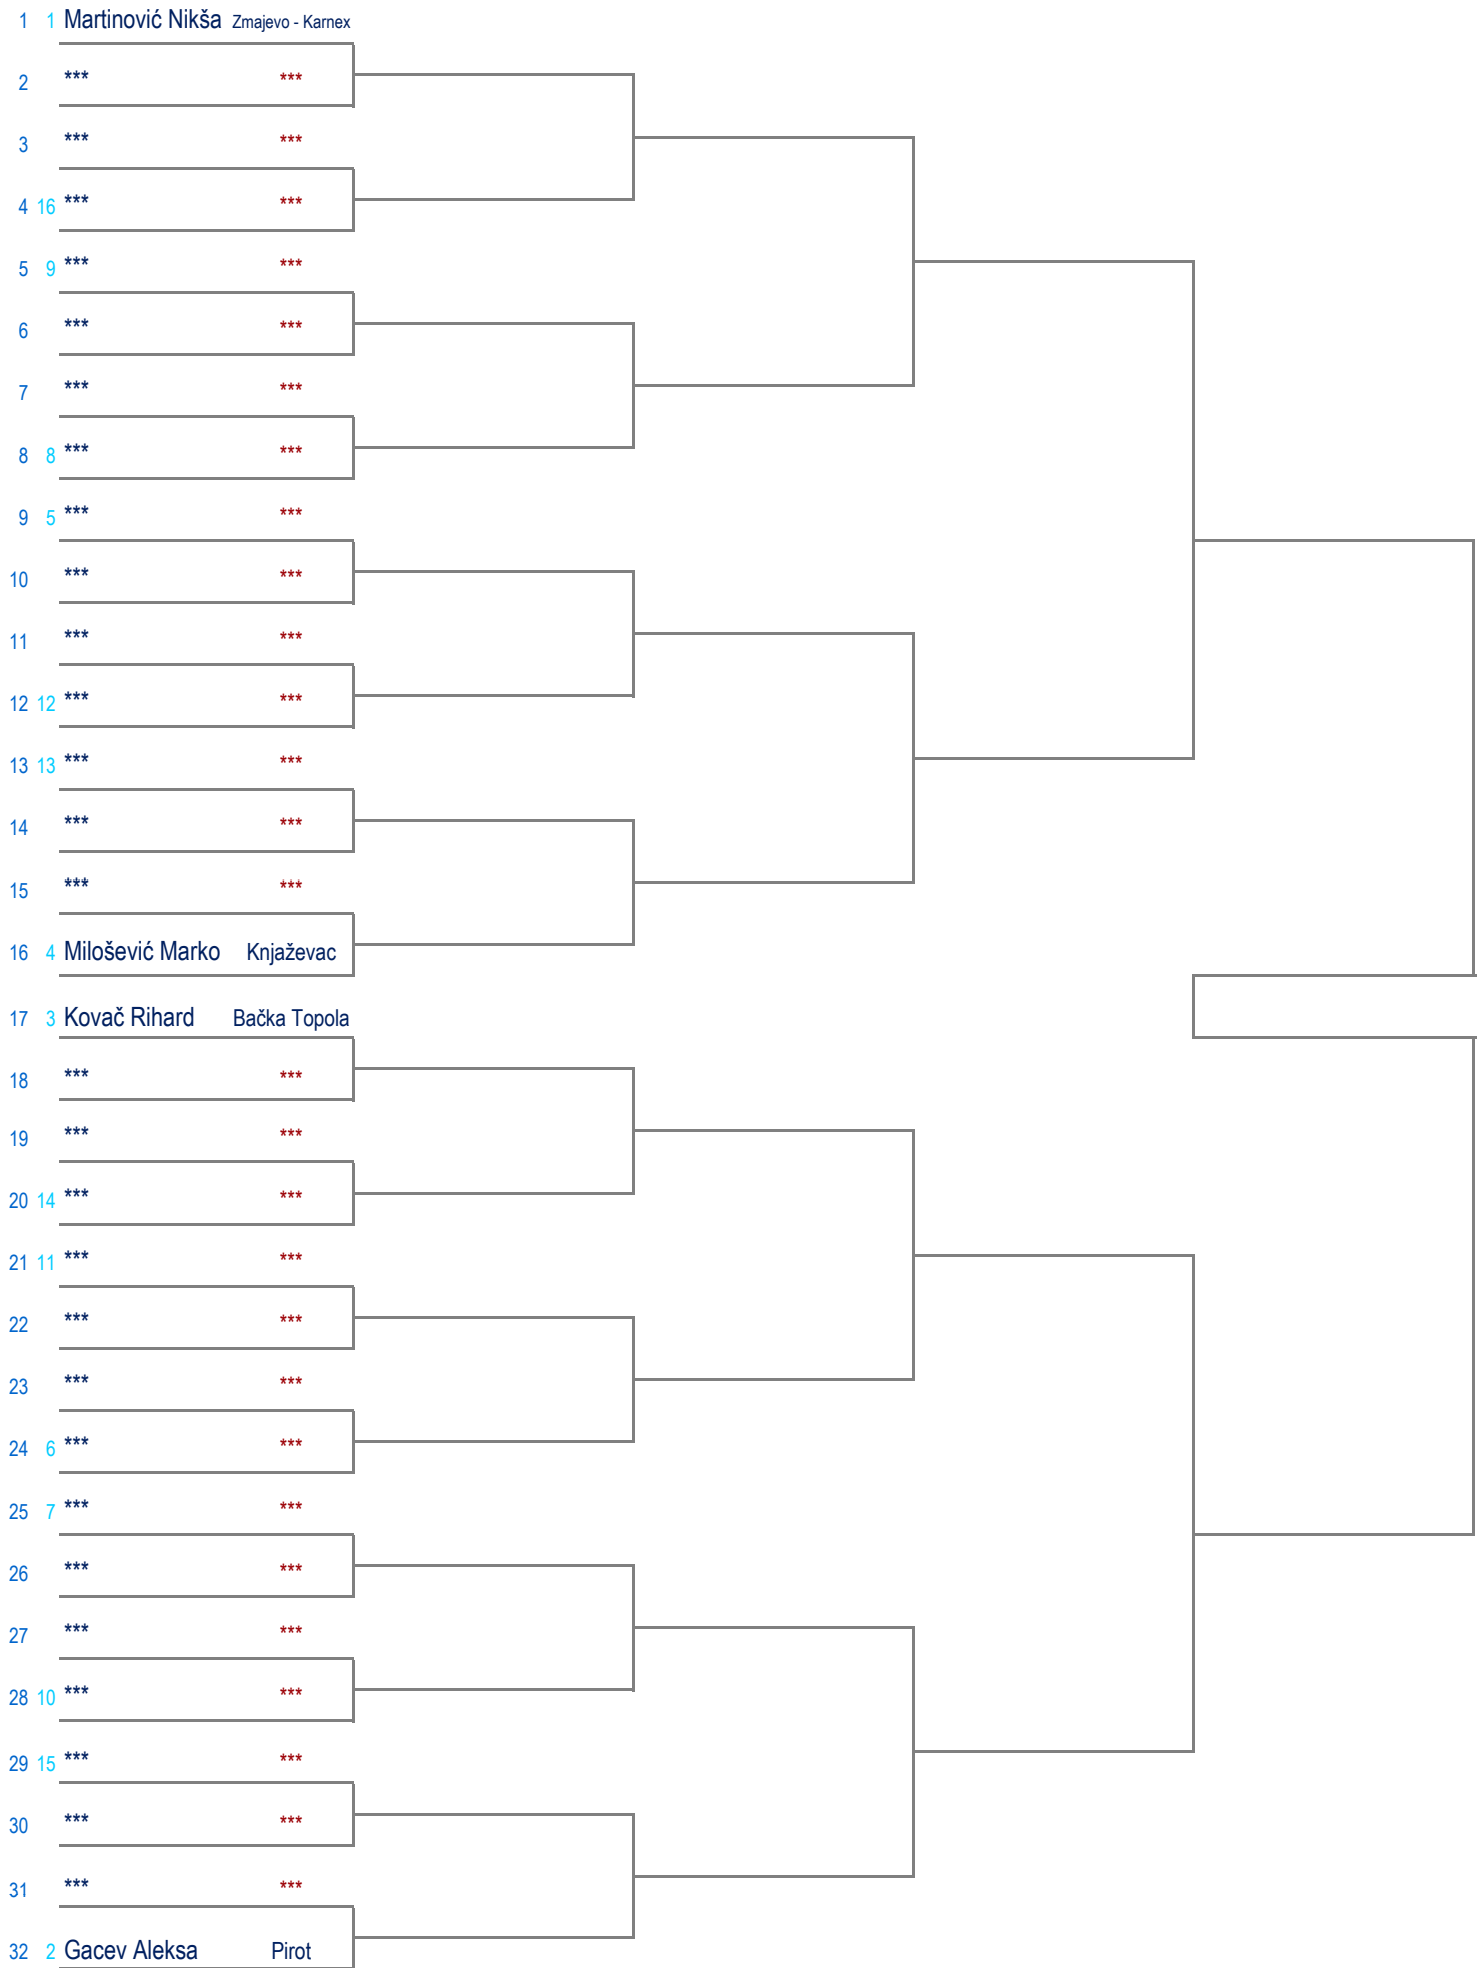 1 1 Martinović Nikša Zmajevo - Karnex
2 *** ***
3 *** ***
4 16 *** ***
5 9 *** ***
6 *** ***
7 *** ***
8 8 *** ***
9 5 *** ***
10 *** ***
11 *** ***
12 12 *** ***
13 13 *** ***
14 *** ***
15 *** ***
16 4 Milošević Marko Knjaževac
17 3 Kovač Rihard Bačka Topola
18 *** ***
19 *** ***
20 14 *** ***
21 11 *** ***
22 *** ***
23 *** ***
24 6 *** ***
25 7 *** ***
26 *** ***
27 *** ***
28 10 *** ***
29 15 *** ***
30 *** ***
31 *** ***
32 2 Gacev Aleksa Pirot